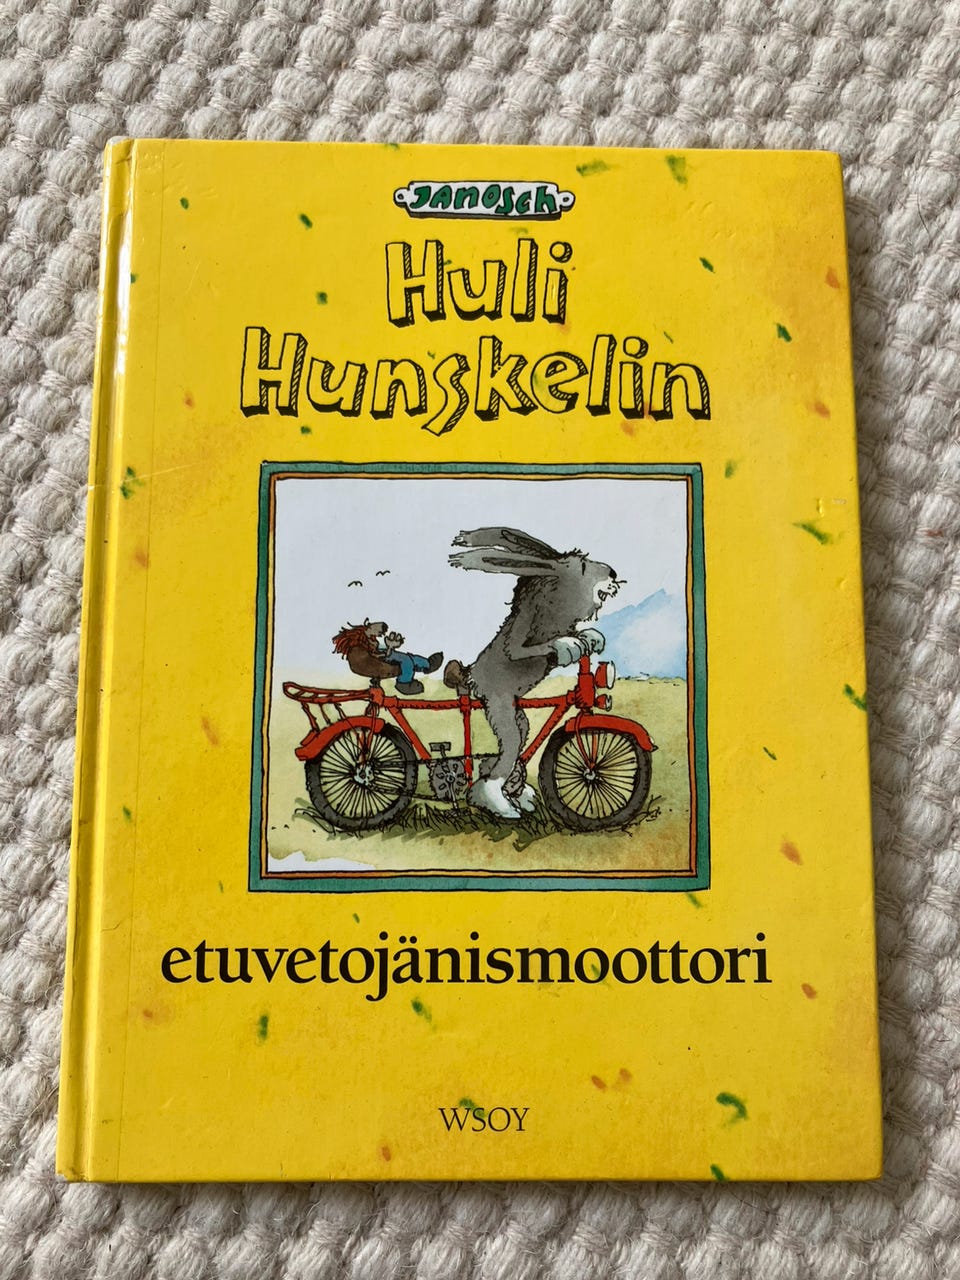 JANOSCH
Huli
Hunskelin
etuvetojänismoottori
WSOY